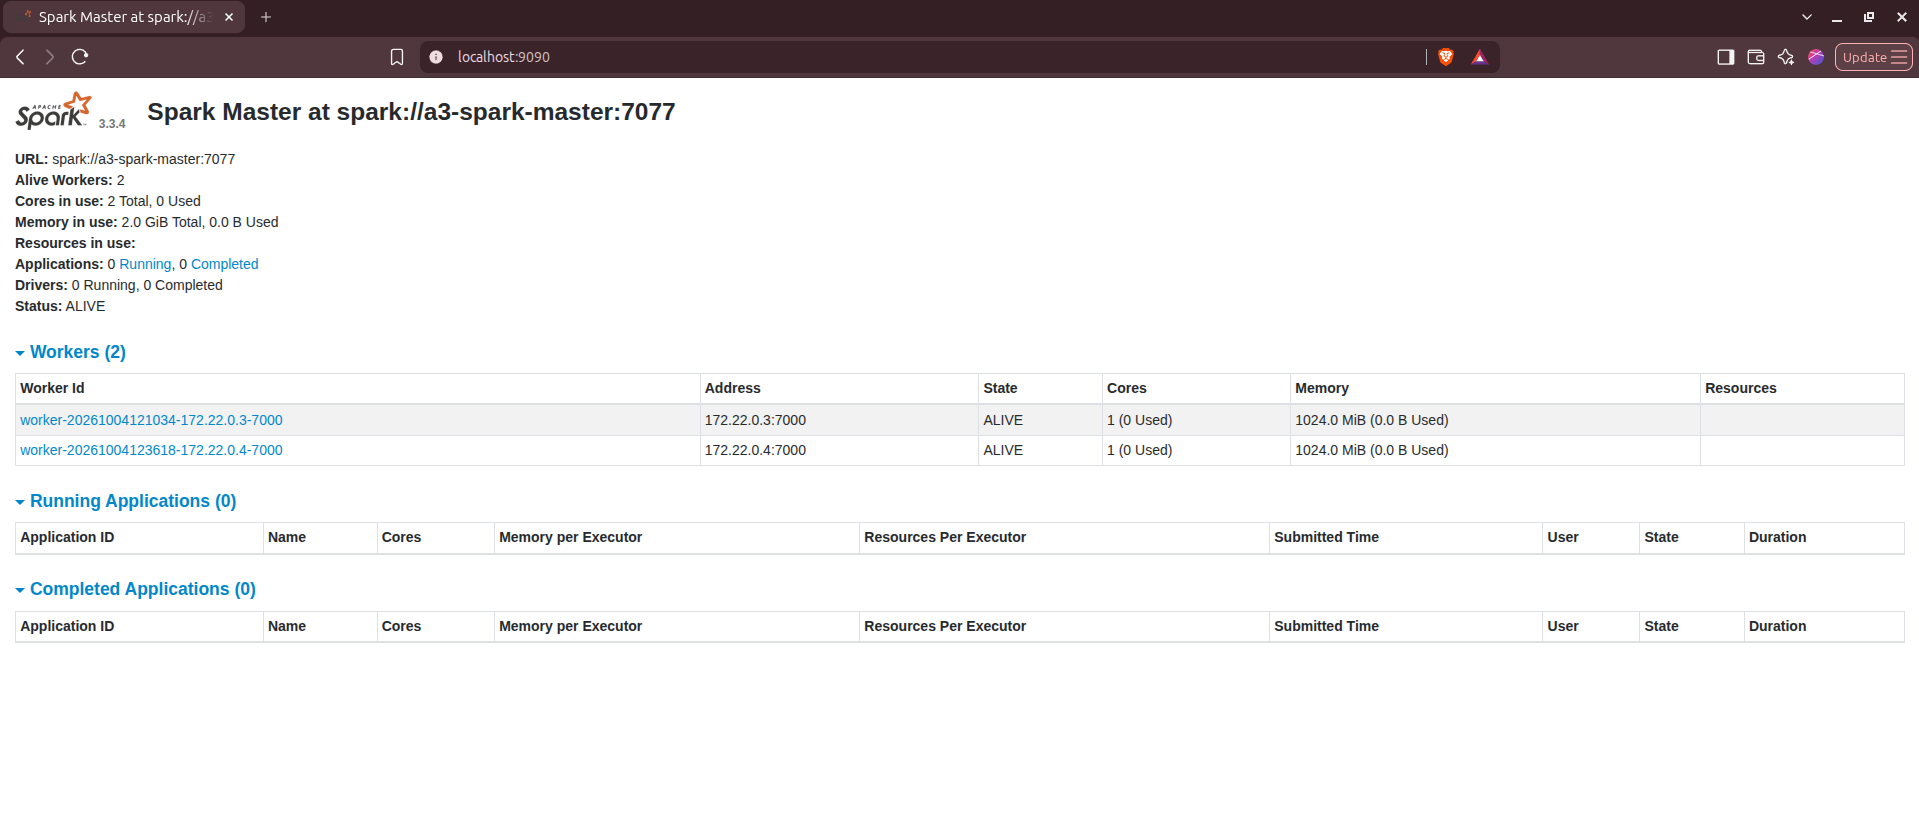 Spark Master at spark://a3
localhost:9090
Update
APACHE
Spark 3.3.4
Spark Master at spark://a3-spark-master:7077
URL: spark://a3-spark-master:7077
Alive Workers: 2
Cores in use: 2 Total, 0 Used
Memory in use: 2.0 GiB Total, 0.0 B Used
Resources in use:
Applications: 0 Running, 0 Completed
Drivers: 0 Running, 0 Completed
Status: ALIVE
Workers (2)
Worker Id Address State Cores Memory Resources
worker-20261004121034-172.22.0.3-7000 172.22.0.3:7000 ALIVE 1 (0 Used) 1024.0 MiB (0.0 B Used)
worker-20261004123618-172.22.0.4-7000 172.22.0.4:7000 ALIVE 1 (0 Used) 1024.0 MiB (0.0 B Used)
Running Applications (0)
Application ID Name Cores Memory per Executor Resources Per Executor Submitted Time User State Duration
Completed Applications (0)
Application ID Name Cores Memory per Executor Resources Per Executor Submitted Time User State Duration